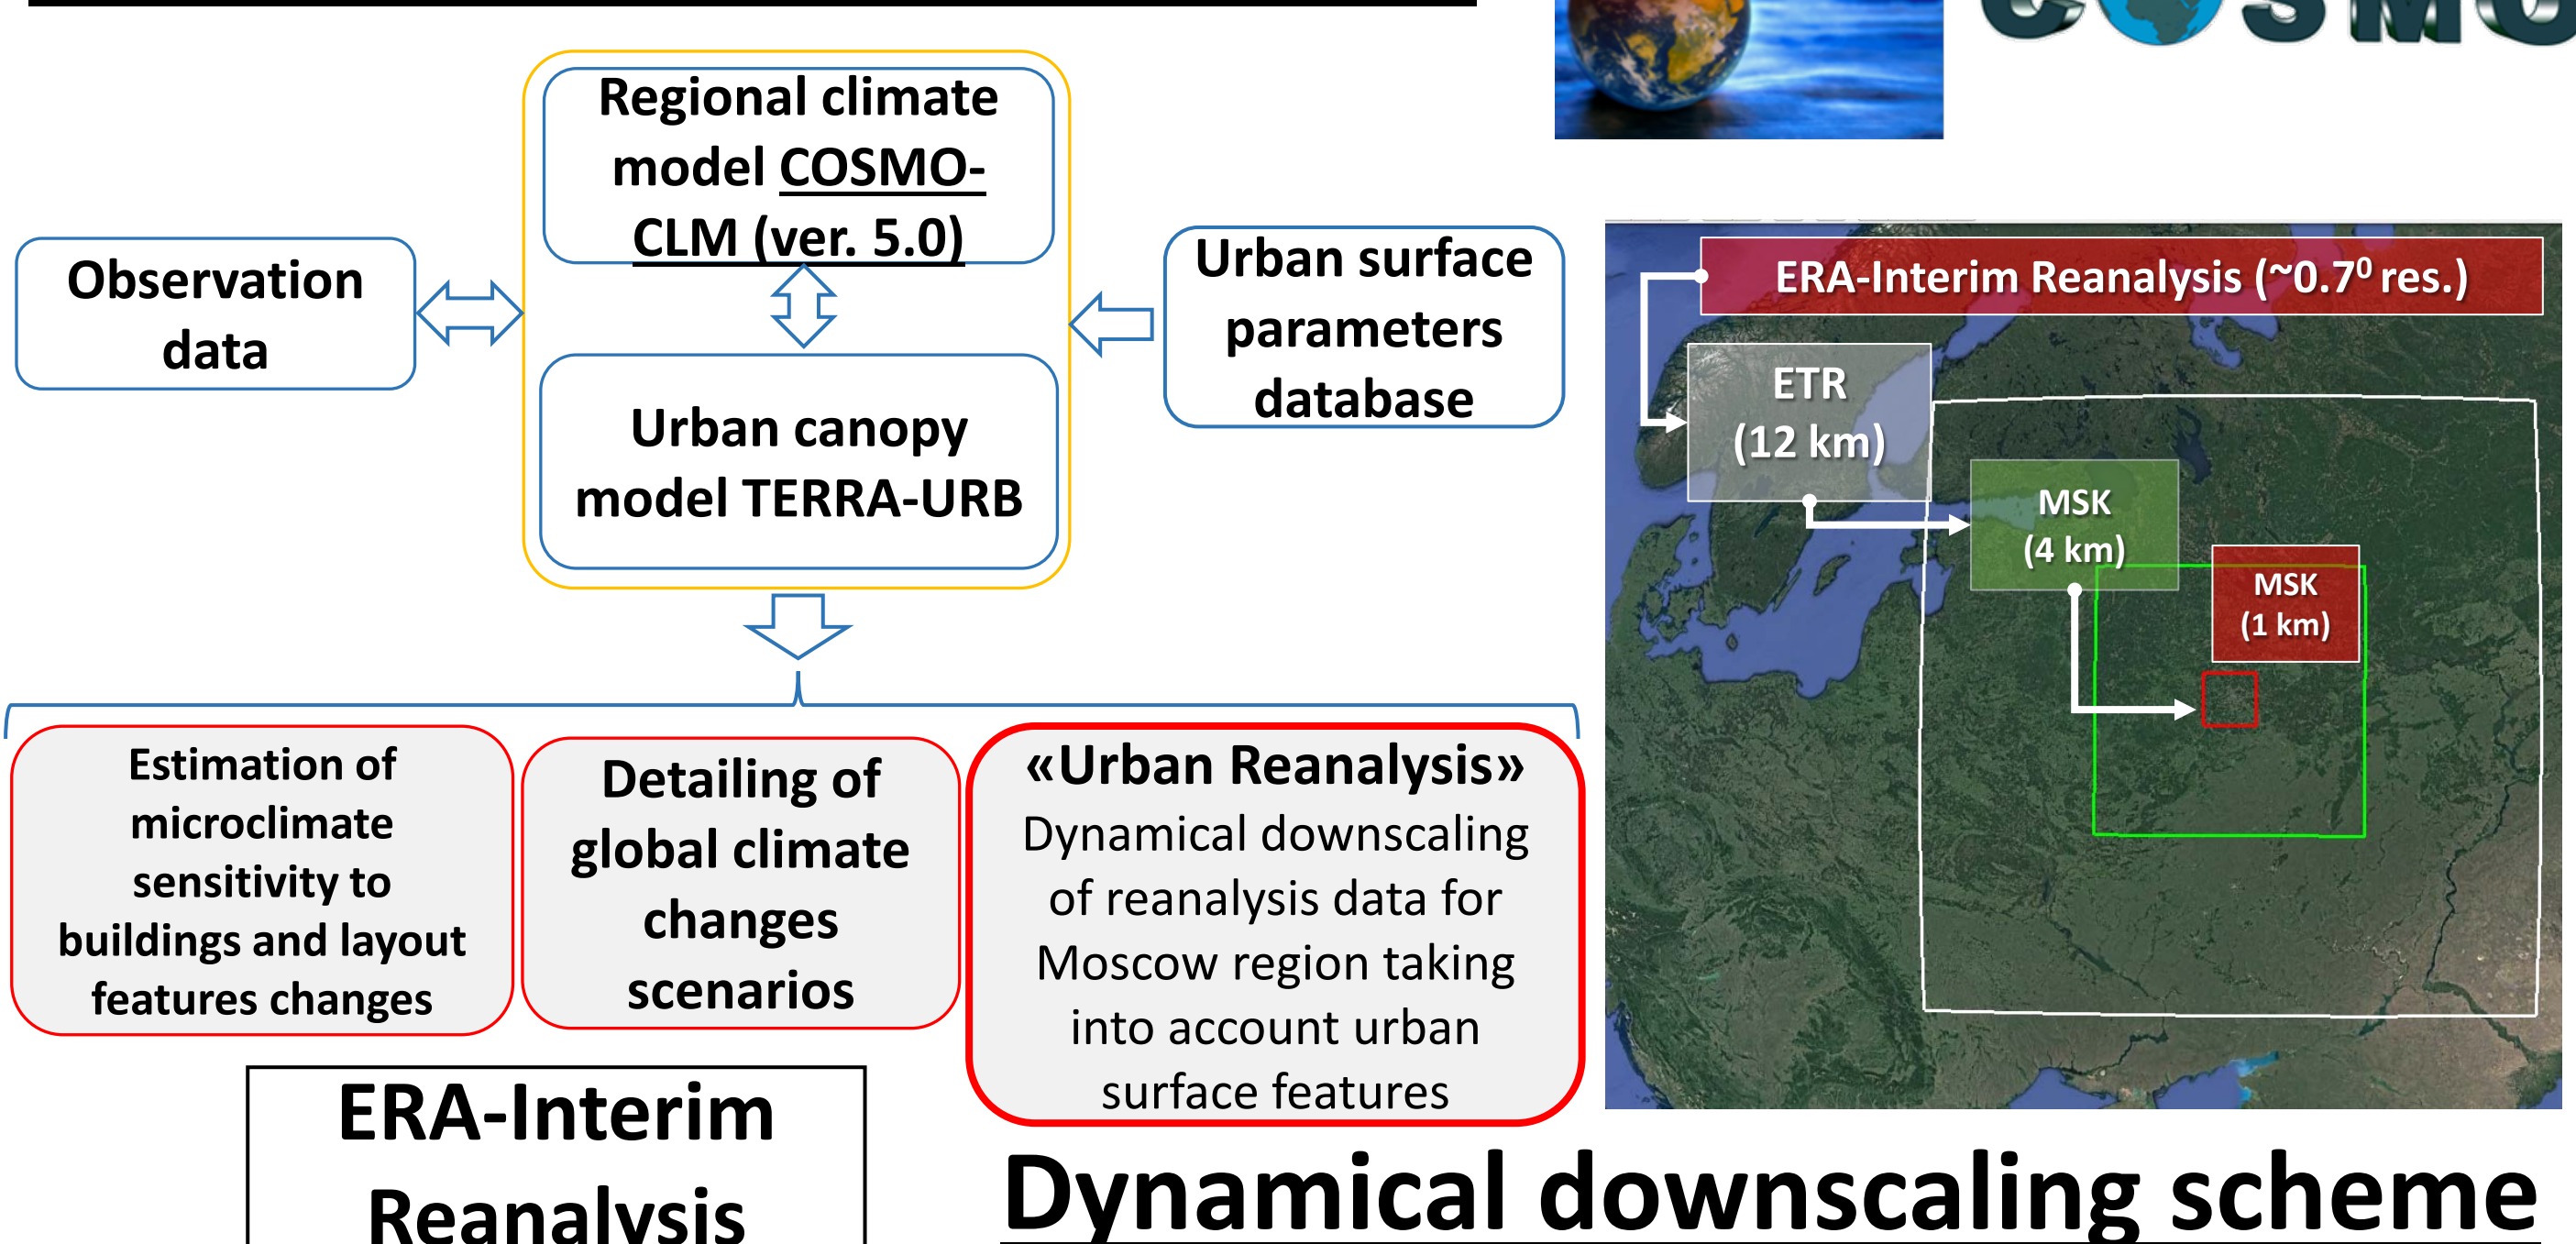 COSMO
Regional climate
model COSMO-
CLM (ver. 5.0)
Observation
data
Urban surface
parameters
database
Urban canopy
model TERRA-URB
ERA-Interim Reanalysis (~0.7⁰ res.)
ETR
(12 km)
MSK
(4 km)
MSK
(1 km)
Estimation of
microclimate
sensitivity to
buildings and layout
features changes
Detailing of
global climate
changes
scenarios
«Urban Reanalysis»
Dynamical downscaling
of reanalysis data for
Moscow region taking
into account urban
surface features
ERA-Interim
Reanalysis
Dynamical downscaling scheme